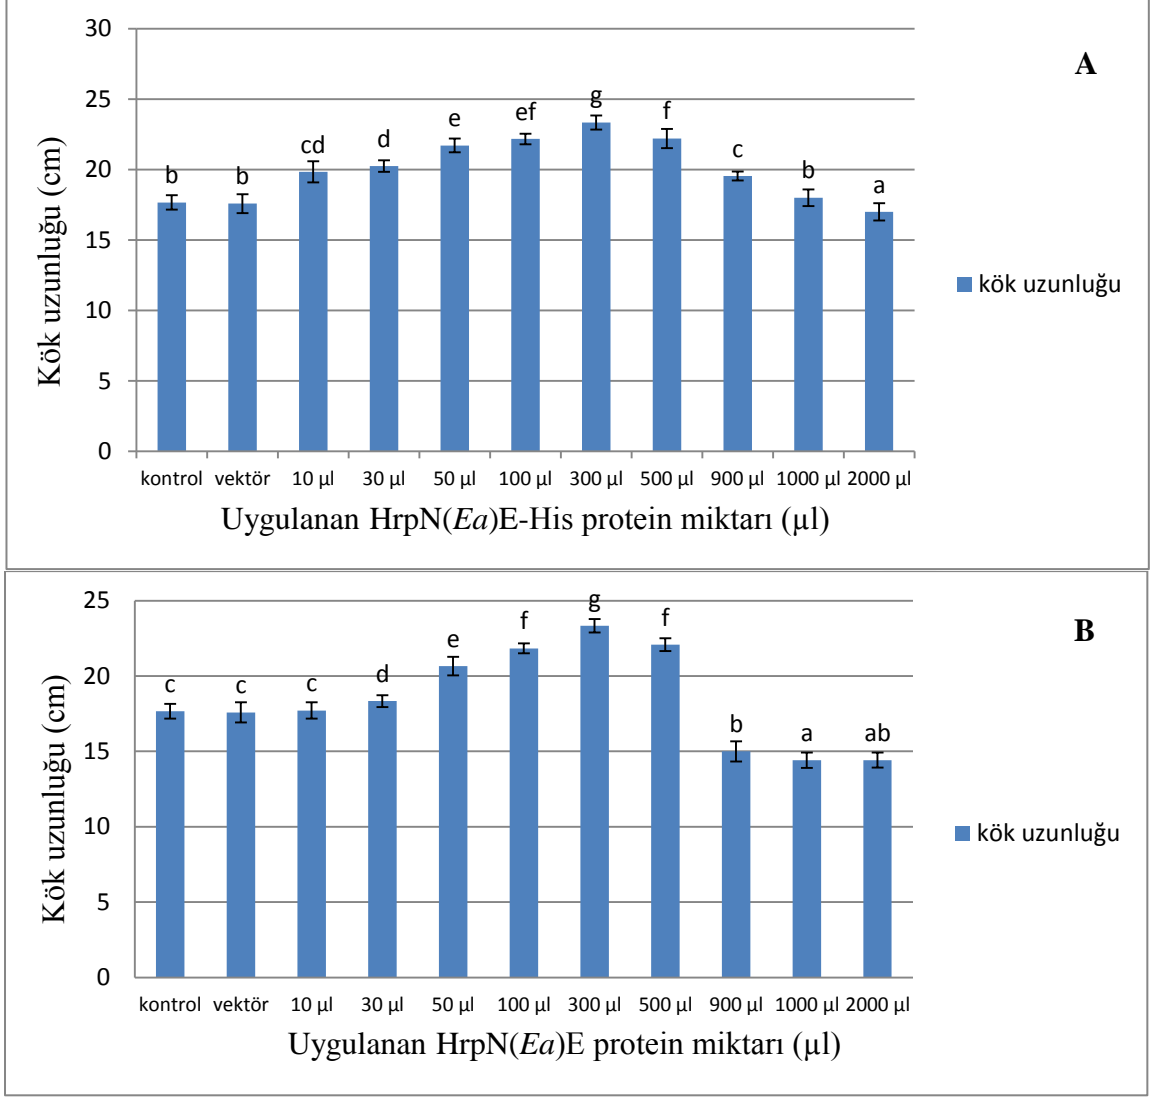 30
A
25
g
ef
f
e
d
cd
c
20
b
b
b
a
15
10
5
0
Kök uzunluğu (cm)
kök uzunluğu
kontrol vektör 10 µl 30 µl 50 µl 100 µl 300 µl 500 µl 900 µl 1000 µl 2000 µl
Uygulanan HrpN(Ea)E-His protein miktarı (µl)
25
B
g
f
f
e
20
d
c c c
b
a
ab
15
10
5
0
Kök uzunluğu (cm)
kök uzunluğu
kontrol vektör 10 µl 30 µl 50 µl 100 µl 300 µl 500 µl 900 µl 1000 µl 2000 µl
Uygulanan HrpN(Ea)E protein miktarı (µl)